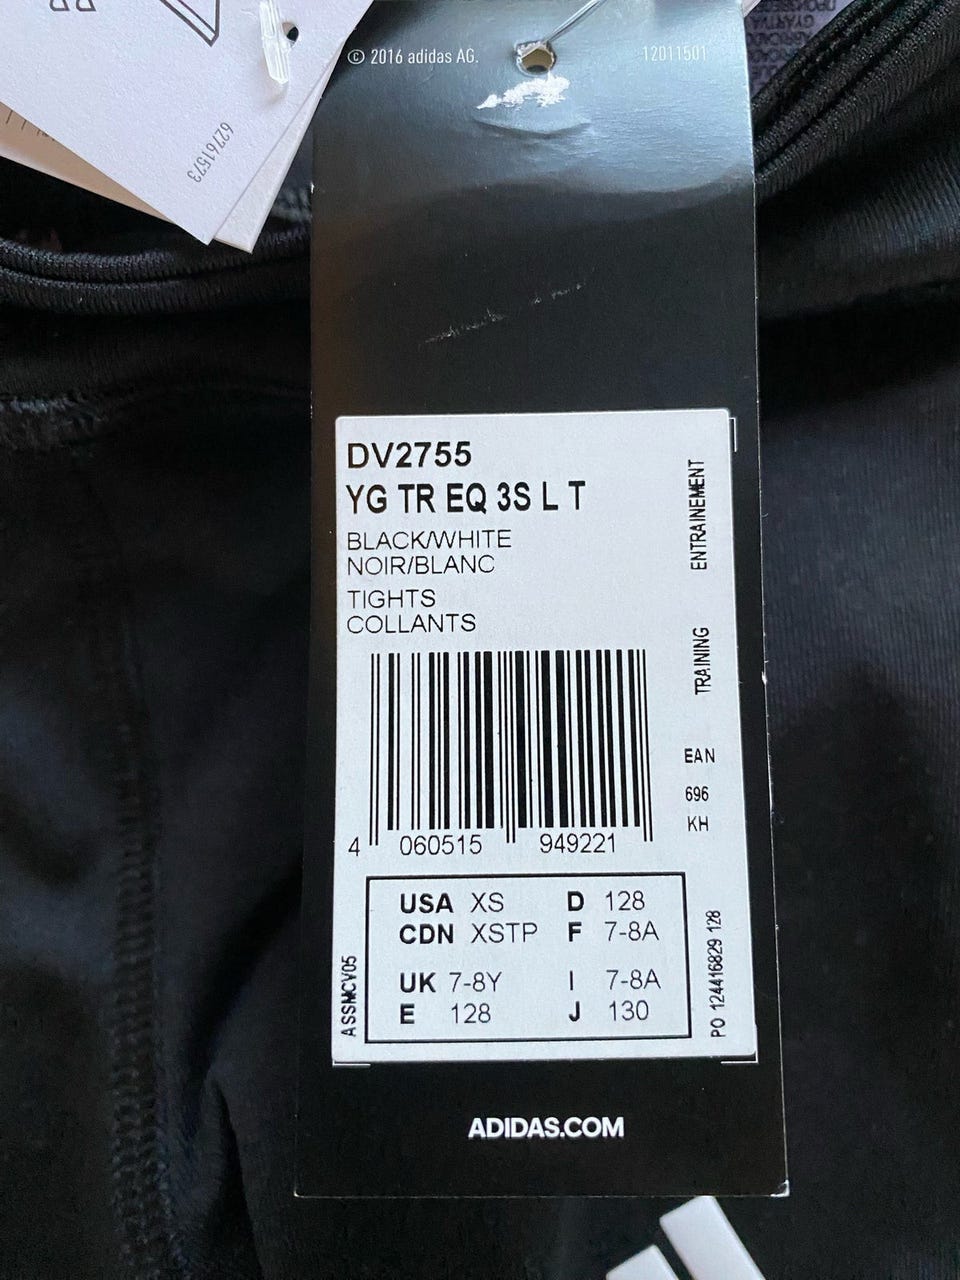 © 2016 adidas AG.
12011501
62761573
DV2755
YG TR EQ 3S L T
BLACK/WHITE
NOIR/BLANC
TIGHTS
COLLANTS
ENTRAINEMENT
TRAINING
EAN
696
KH
4 060515 949221
USA XS D 128
CDN XSTP F 7-8A
UK 7-8Y I 7-8A
E 128 J 130
ASSMCV05
PO 124416829 128
ADIDAS.COM